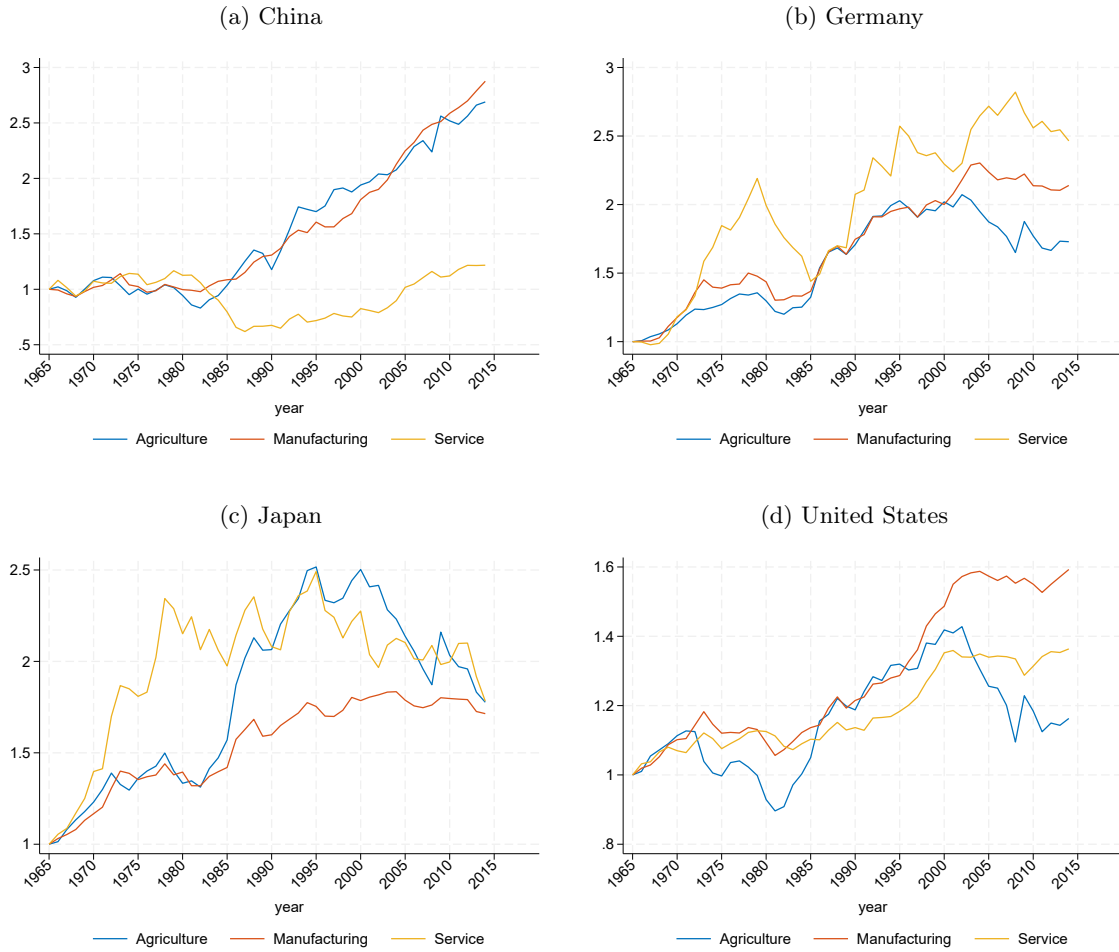 (a) China
3
2.5
2
1.5
1
.5
1965 1970 1975 1980 1985 1990 1995 2000 2005 2010 2015
year
Agriculture Manufacturing Service
(b) Germany
3
2.5
2
1.5
1
1965 1970 1975 1980 1985 1990 1995 2000 2005 2010 2015
year
Agriculture Manufacturing Service
(c) Japan
2.5
2
1.5
1
1965 1970 1975 1980 1985 1990 1995 2000 2005 2010 2015
year
Agriculture Manufacturing Service
(d) United States
1.6
1.4
1.2
1
.8
1965 1970 1975 1980 1985 1990 1995 2000 2005 2010 2015
year
Agriculture Manufacturing Service